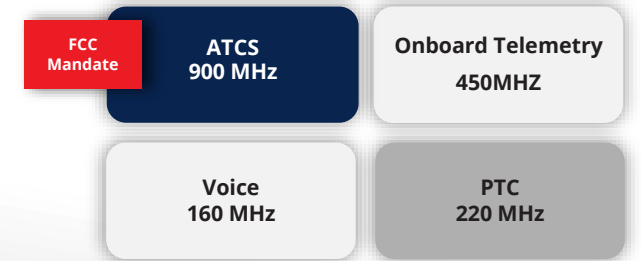 FCC
Mandate
ATCS
900 MHz
Onboard Telemetry
450MHZ
Voice
160 MHz
PTC
220 MHz